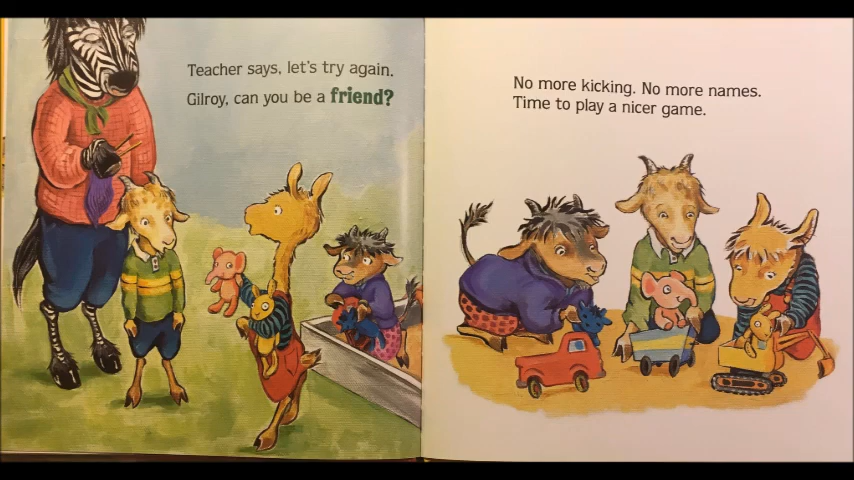 Teacher says, let's try again.
Gilroy, can you be a friend?
No more kicking. No more names.
Time to play a nicer game.